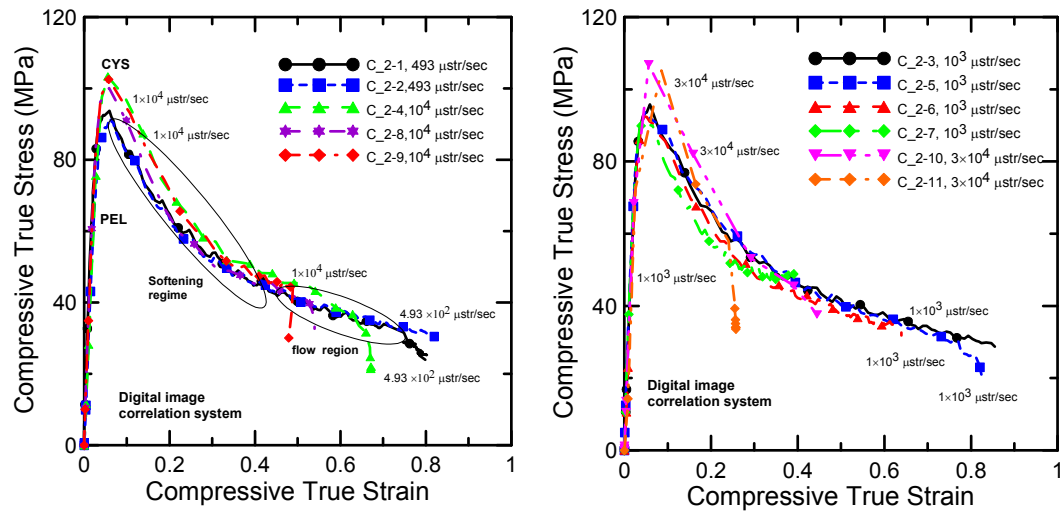 120
80
40
0
Compressive True Stress (MPa)
CYS
1×10⁴ μstr/sec
1×10⁴ μstr/sec
PEL
Softening
regime
1×10⁴ μstr/sec
4.93 ×10² μstr/sec
flow region
4.93 ×10² μstr/sec
Digital image
correlation system
C_2-1, 493 μstr/sec
C_2-2,493 μstr/sec
C_2-4,10⁴ μstr/sec
C_2-8,10⁴ μstr/sec
C_2-9,10⁴ μstr/sec
0 0.2 0.4 0.6 0.8 1
Compressive True Strain
120
80
40
0
Compressive True Stress (MPa)
C_2-3, 10³ μstr/sec
C_2-5, 10³ μstr/sec
C_2-6, 10³ μstr/sec
C_2-7, 10³ μstr/sec
C_2-10, 3×10⁴ μstr/sec
C_2-11, 3×10⁴ μstr/sec
3×10⁴ μstr/sec
3×10⁴ μstr/sec
1×10³ μstr/sec
1×10³ μstr/sec
1×10³ μstr/sec
1×10³ μstr/sec
Digital image
correlation system
0 0.2 0.4 0.6 0.8 1
Compressive True Strain